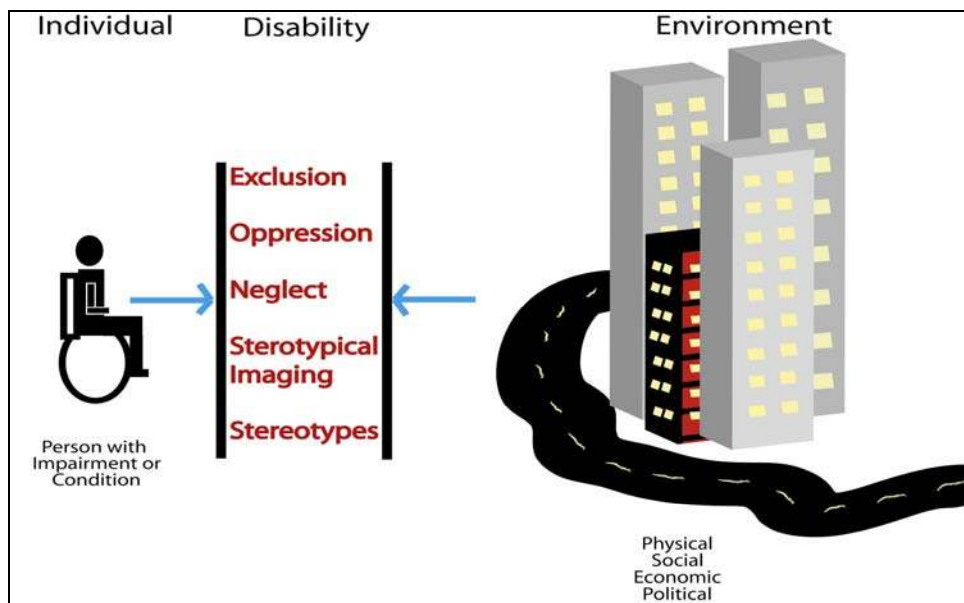 Individual
Disability
Environment
Exclusion
Oppression
Neglect
Sterotypical
Imaging
Stereotypes
Person with
Impairment or
Condition
Physical
Social
Economic
Political